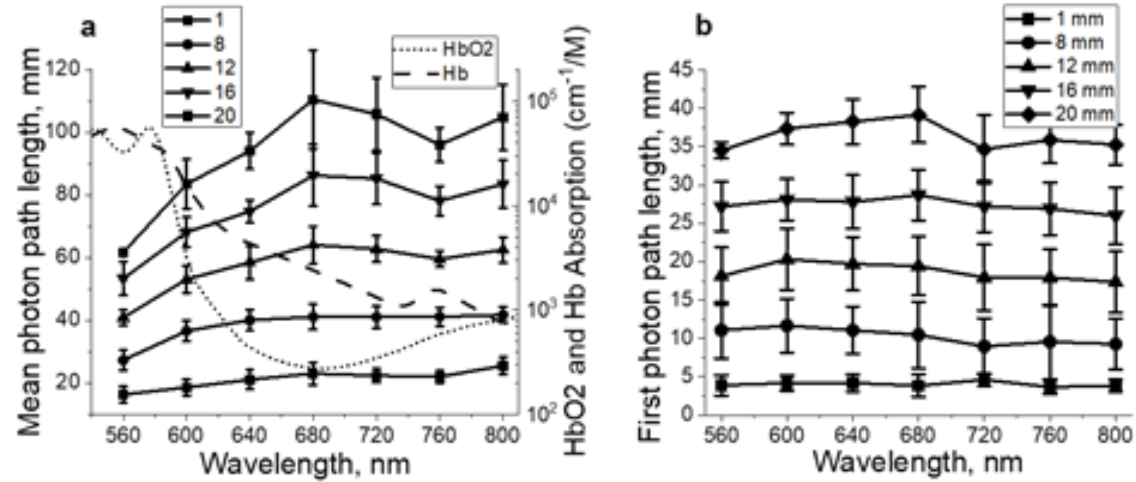 a
1
8
12
16
20
HbO2
Hb
Mean photon path length, mm
120
100
80
60
40
20
10^5
10^4
10^3
10^2
HbO2 and Hb Absorption (cm^-1/M)
560 600 640 680 720 760 800
Wavelength, nm
b
1 mm
8 mm
12 mm
16 mm
20 mm
First photon path length, mm
45
40
35
30
25
20
15
10
5
0
560 600 640 680 720 760 800
Wavelength, nm